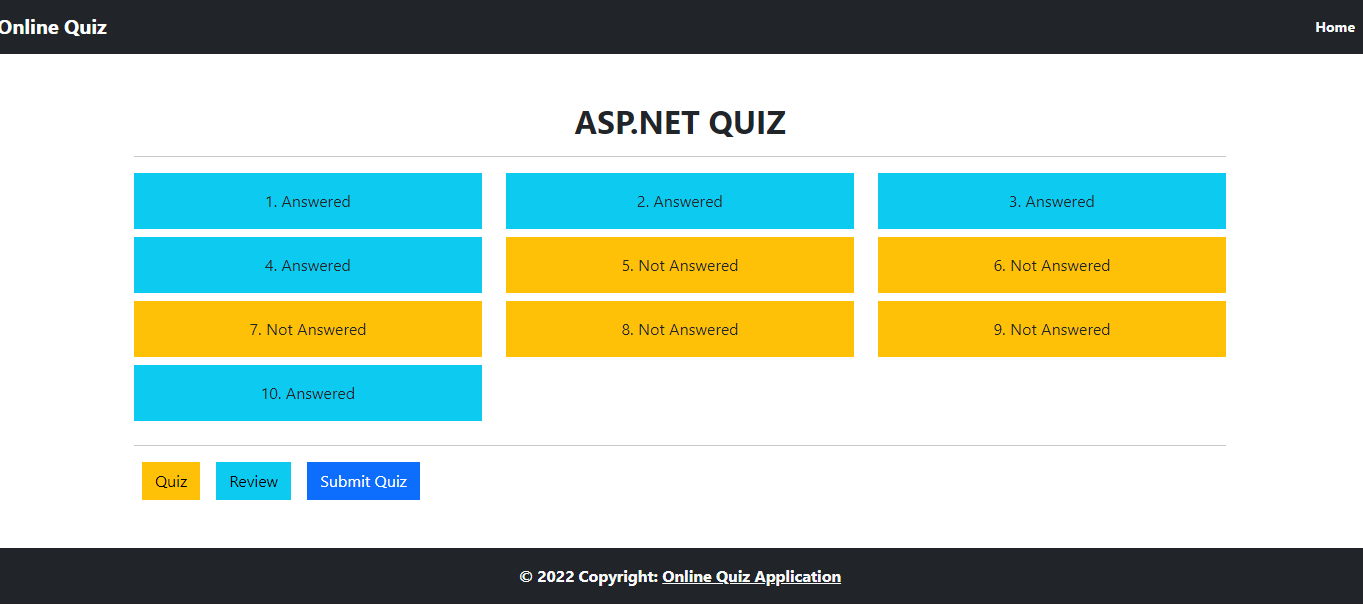 Online Quiz
Home
ASP.NET QUIZ
1. Answered
2. Answered
3. Answered
4. Answered
5. Not Answered
6. Not Answered
7. Not Answered
8. Not Answered
9. Not Answered
10. Answered
Quiz
Review
Submit Quiz
© 2022 Copyright: Online Quiz Application